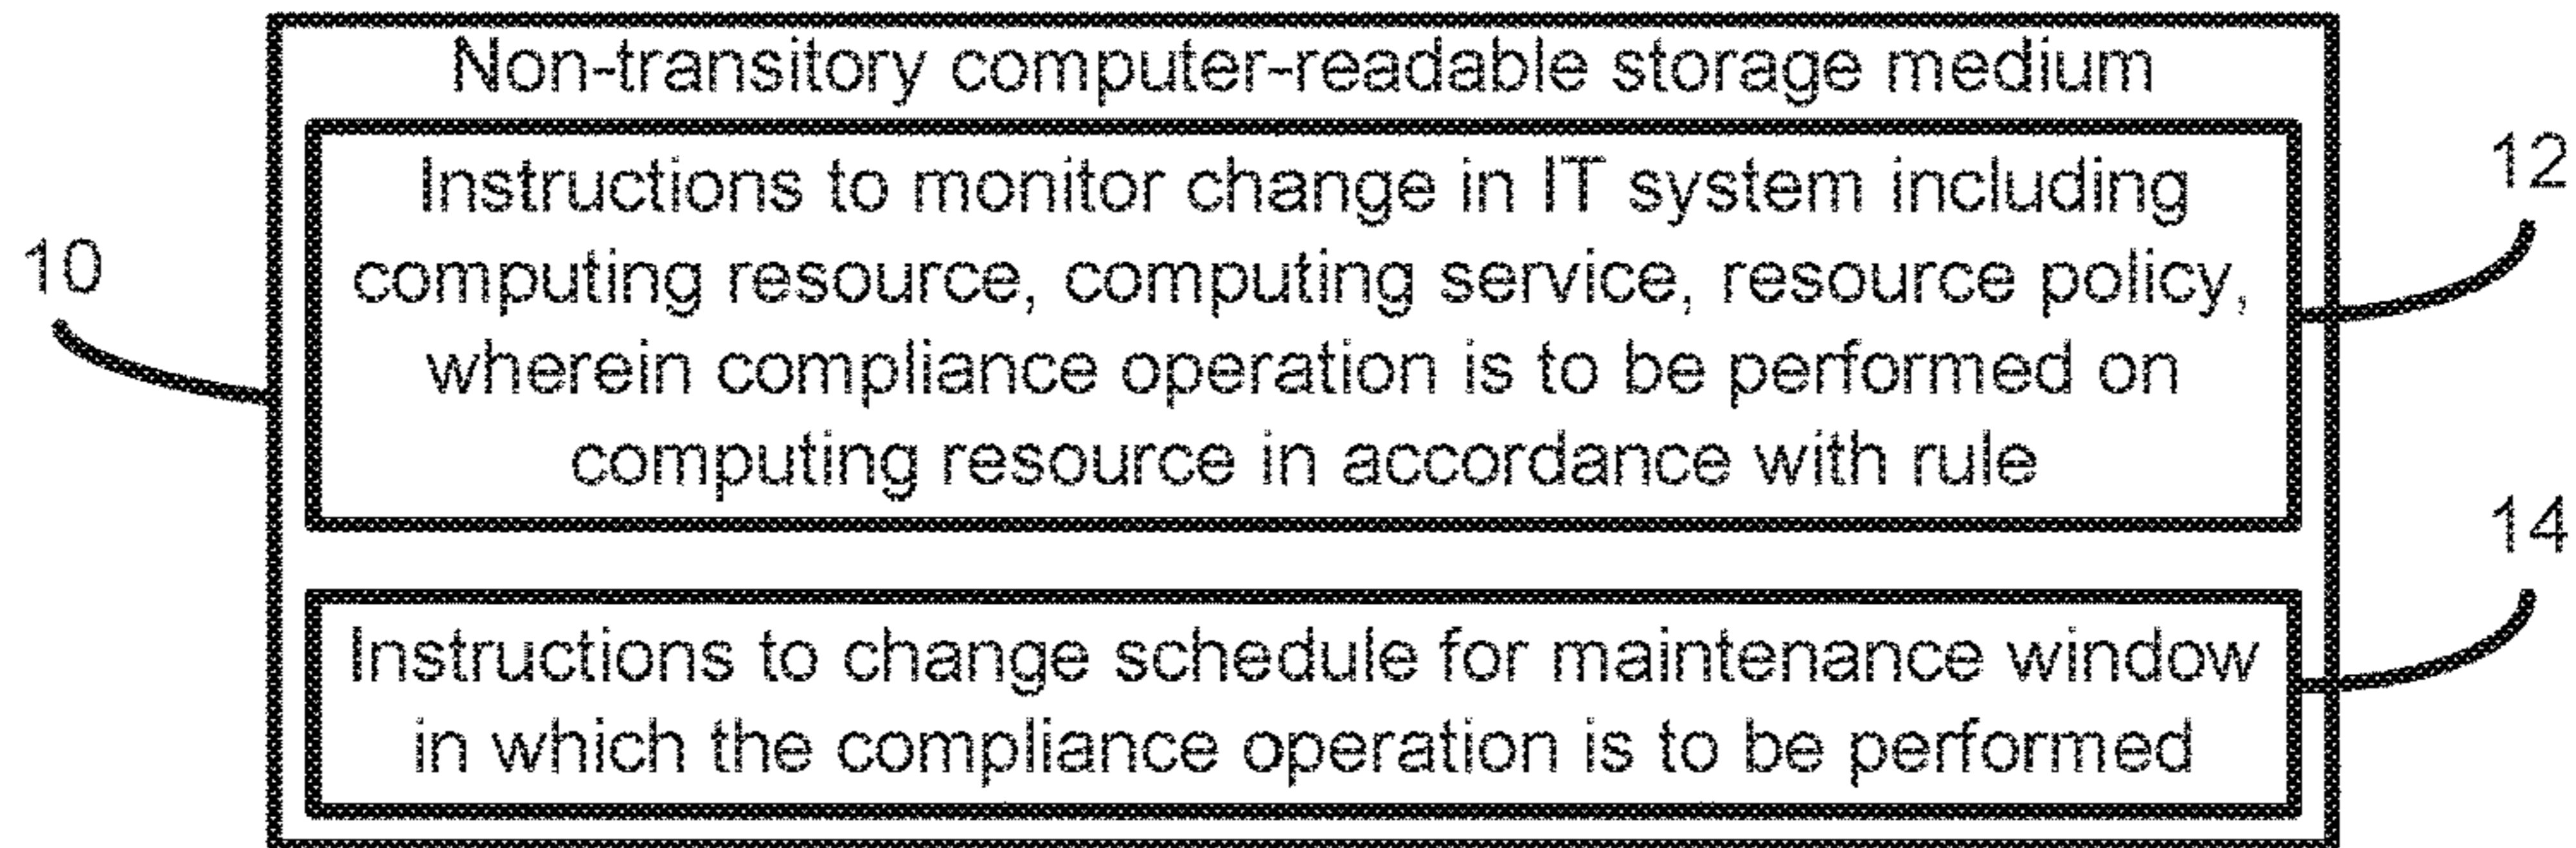 Non-transitory computer-readable storage medium
Instructions to monitor change in IT system including
computing resource, computing service, resource policy,
wherein compliance operation is to be performed on
computing resource in accordance with rule
12
10
Instructions to change schedule for maintenance window
in which the compliance operation is to be performed
14